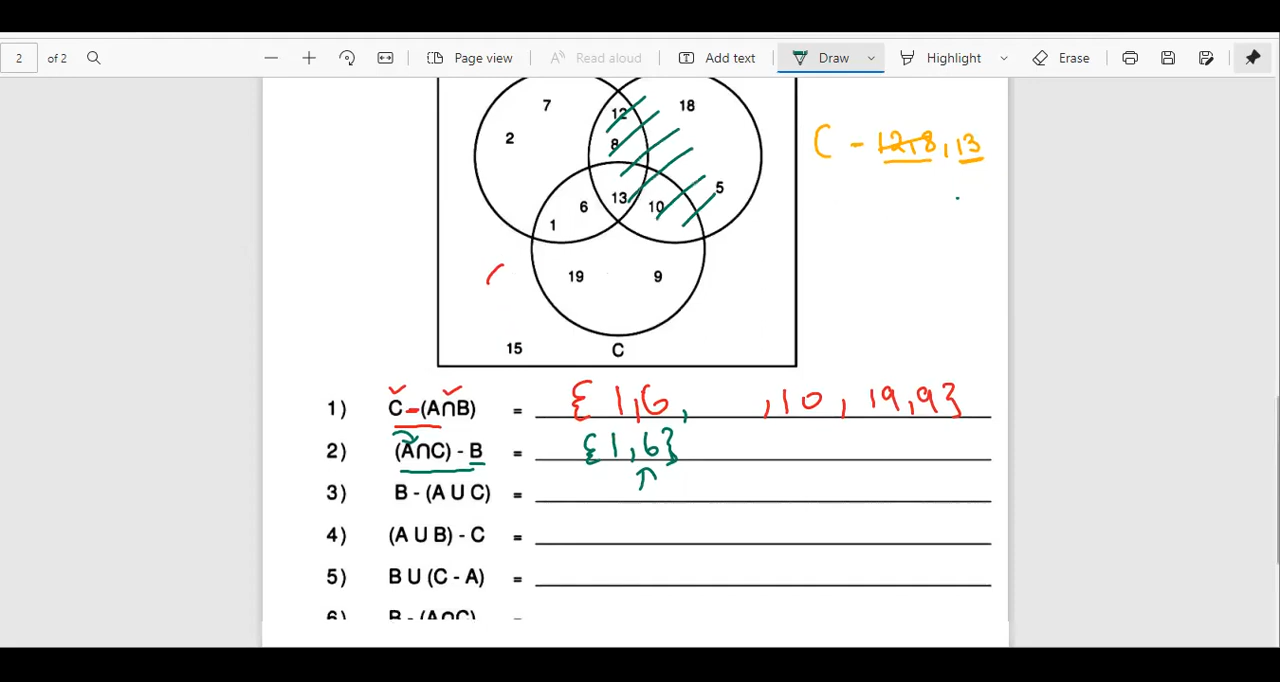 2 of 2 Page view Read aloud Add text Draw Highlight Erase
7 12 18
2 8 C - 12,8, 13
6 13 10 5
1
19 9
15 C
1) C - (A∩B) = { 1,6, ,10, 19,9}
2) (A∩C) - B = {1,6}
3) B - (A U C) =
4) (A U B) - C =
5) B U (C - A) =
6) B - (A∩C) =